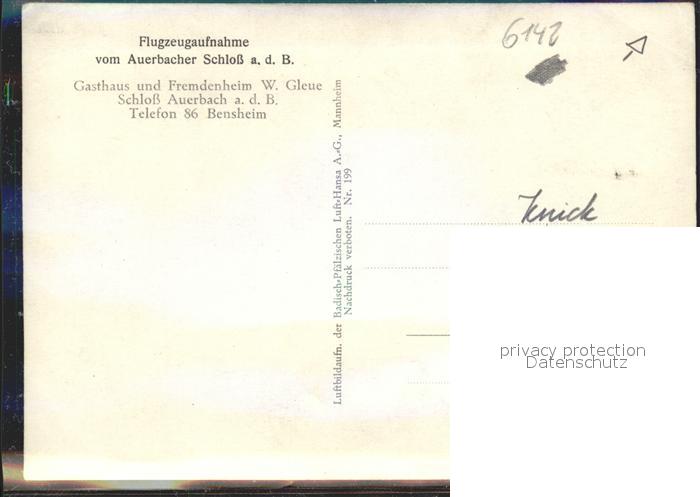 Flugzeugaufnahme
vom Auerbacher Schloß a. d. B.
Gasthaus und Fremdenheim W. Gleue
Schloß Auerbach a. d. B.
Telefon 86 Bensheim
Luftbildaufn. der Badisch-Pfälzischen Luft-Hansa A.-G., Mannheim
Nachdruck verboten. Nr. 199
6142
Knick
privacy protection
Datenschutz